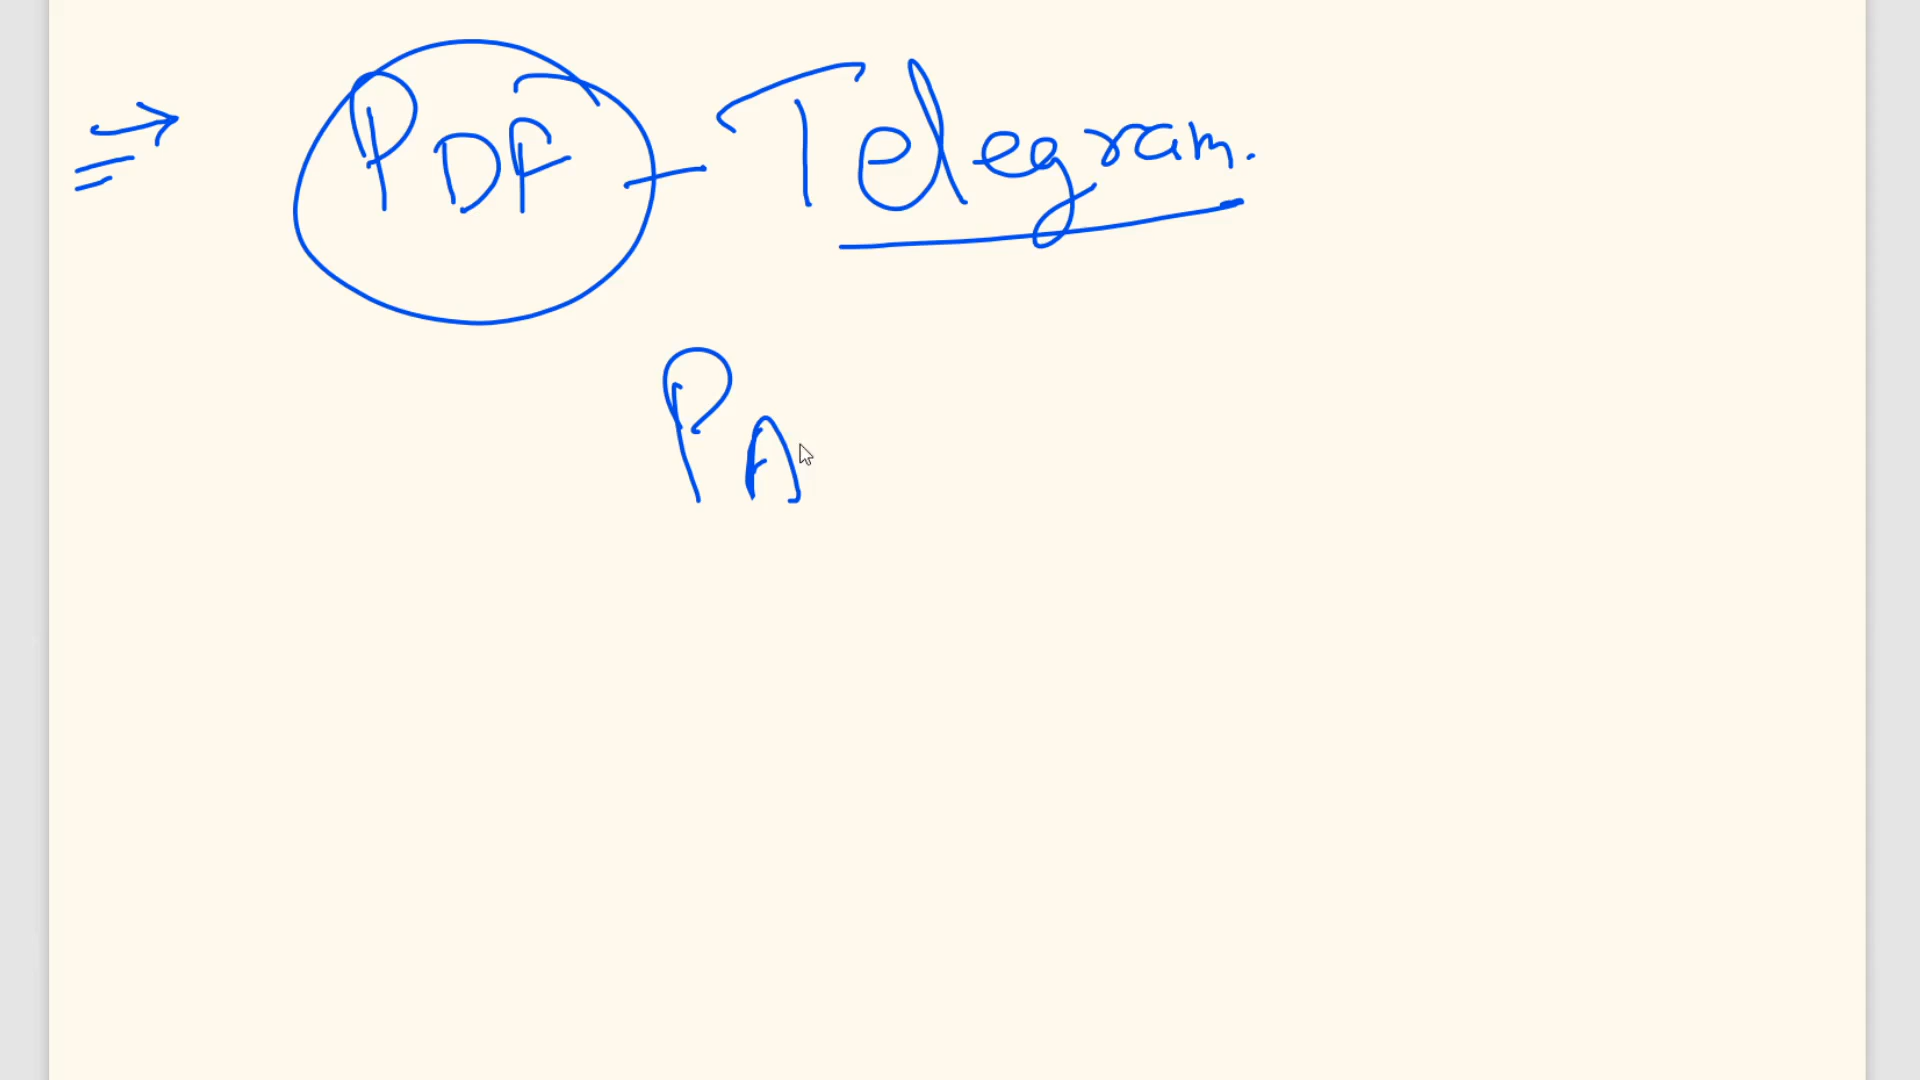 ⇒ PDF - Telegram.
PA